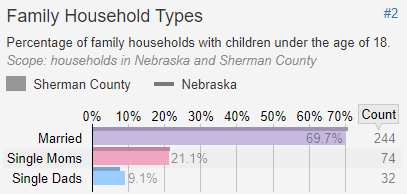 Family Household Types #2
Percentage of family households with children under the age of 18.
Scope: households in Nebraska and Sherman County
Sherman County Nebraska
0% 10% 20% 30% 40% 50% 60% 70% Count
Married 69.7% 244
Single Moms 21.1% 74
Single Dads 9.1% 32